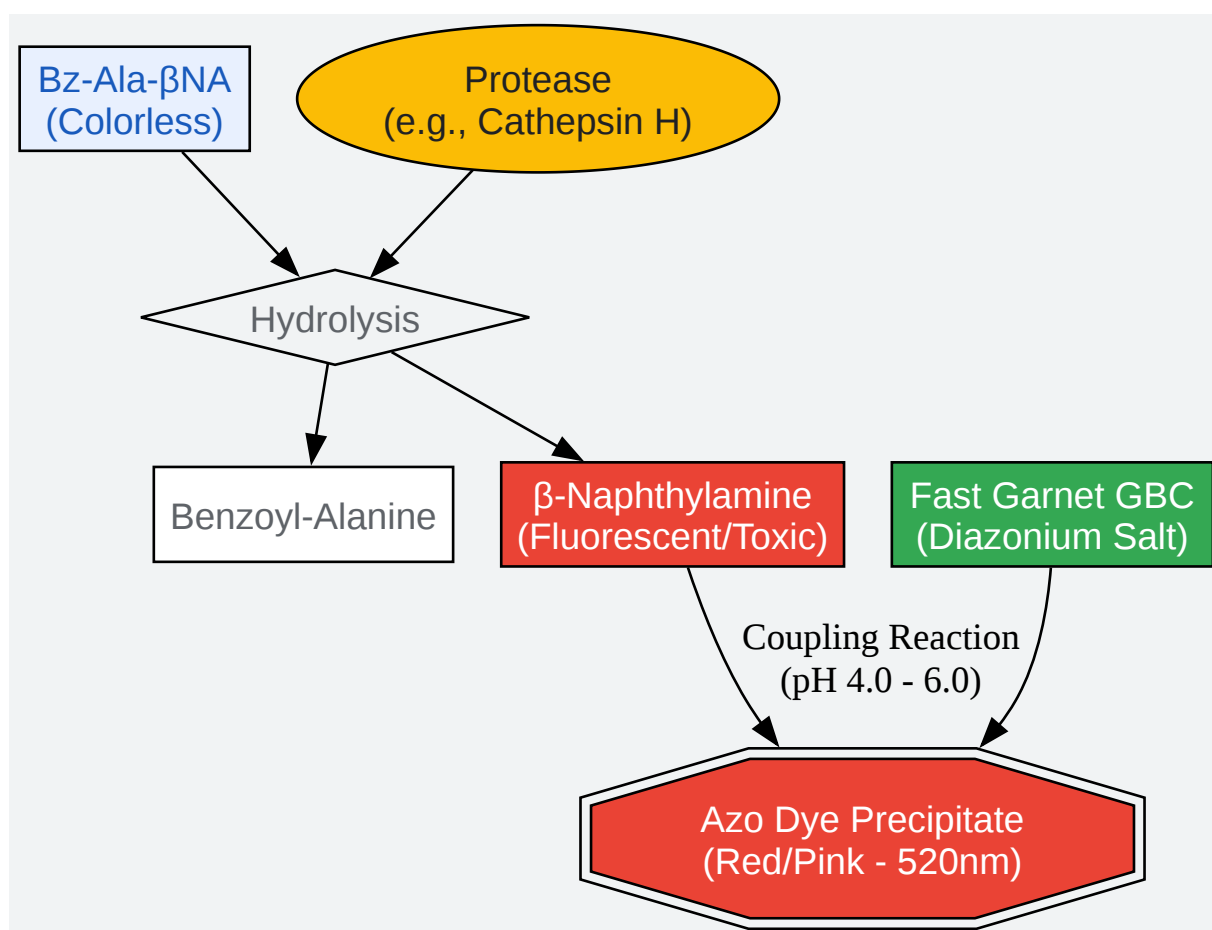 Bz-Ala-βNA
(Colorless)
Protease
(e.g., Cathepsin H)
Hydrolysis
Benzoyl-Alanine
β-Naphthylamine
(Fluorescent/Toxic)
Fast Garnet GBC
(Diazonium Salt)
Coupling Reaction
(pH 4.0 - 6.0)
Azo Dye Precipitate
(Red/Pink - 520nm)